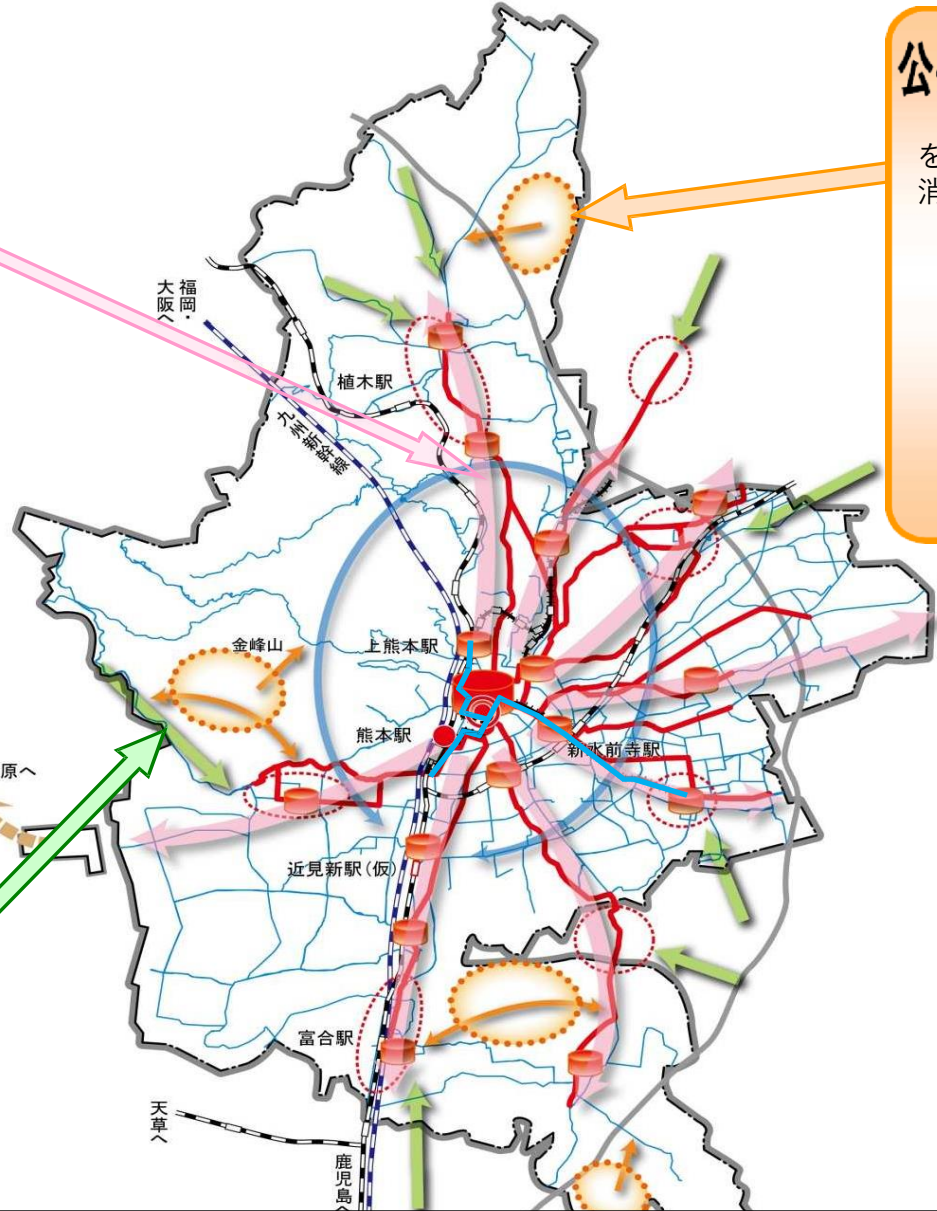 公
を
消
福岡・
大阪へ
植木駅
九州新幹線
金峰山
上熊本駅
熊本駅
新水前寺駅
原へ
近見新駅(仮)
富合駅
天草へ
鹿児島へ